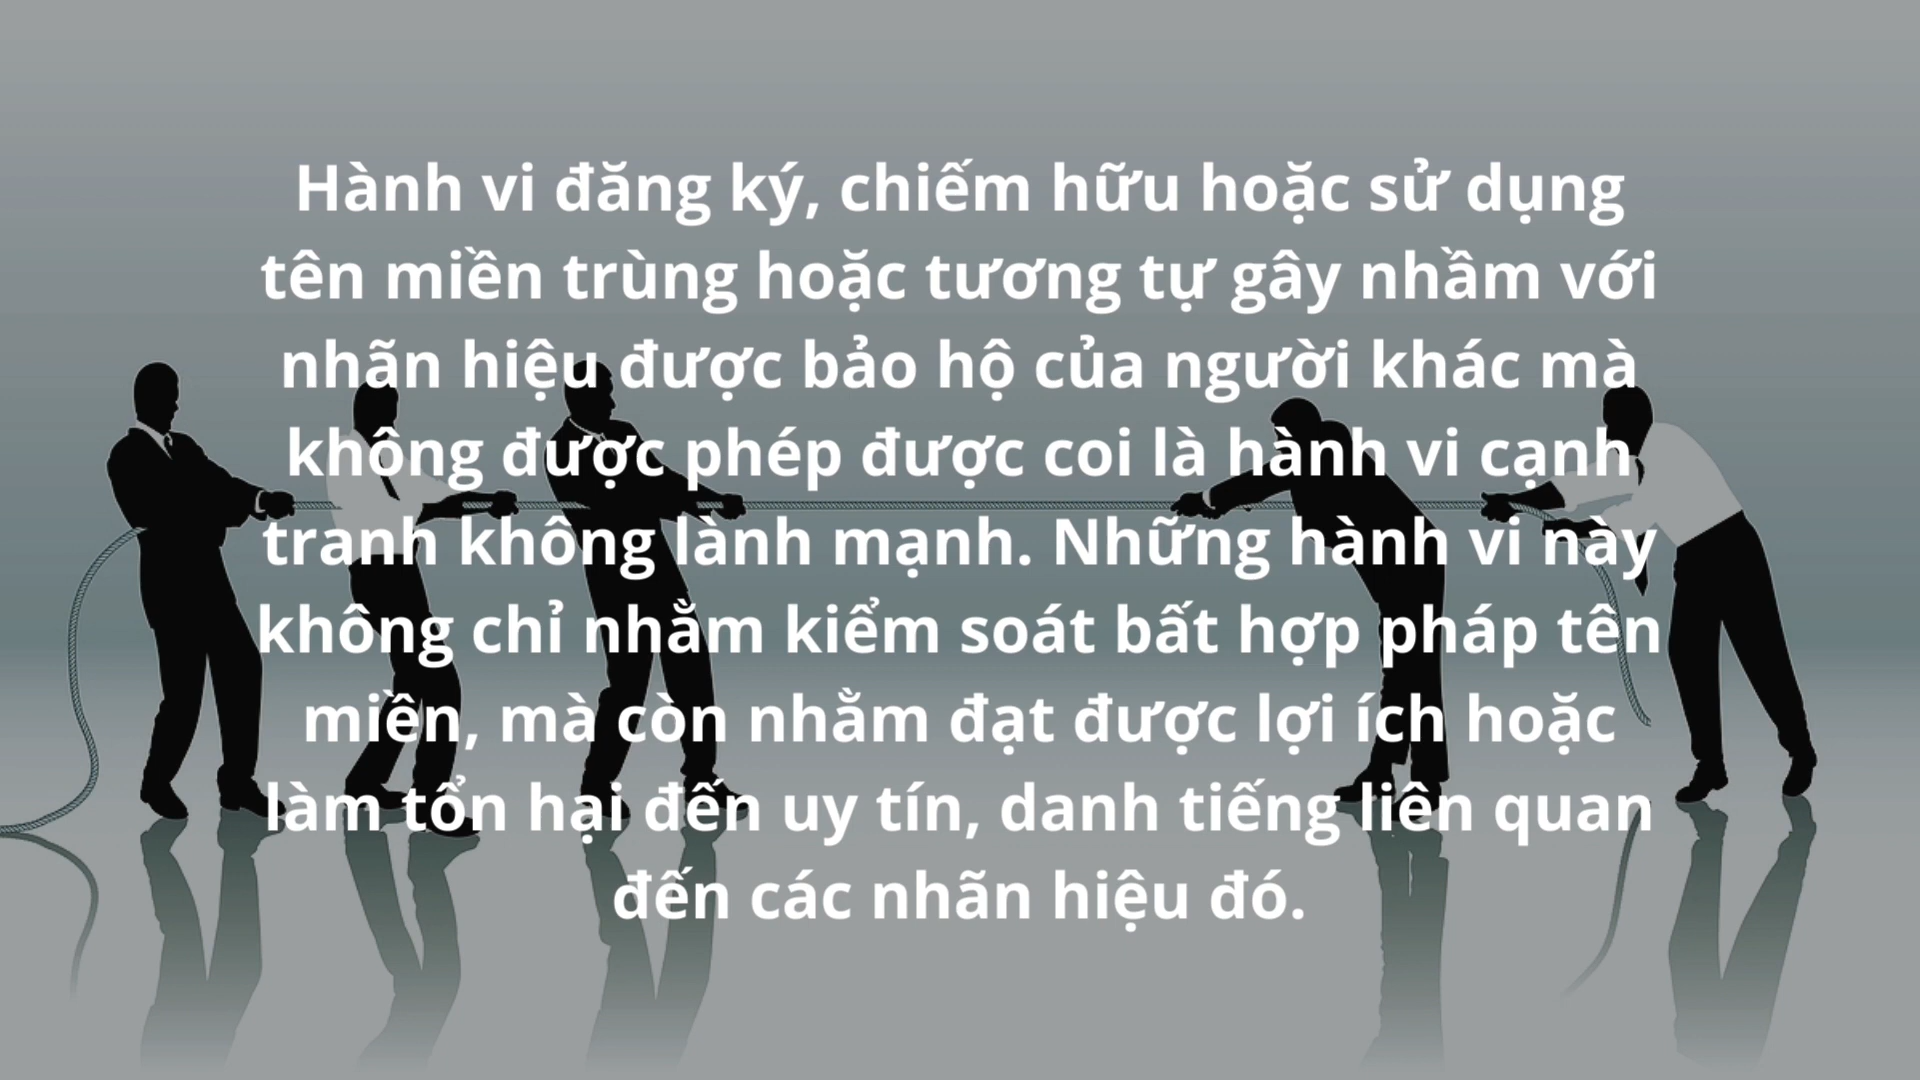 Hành vi đăng ký, chiếm hữu hoặc sử dụng
tên miền trùng hoặc tương tự gây nhầm với
nhãn hiệu được bảo hộ của người khác mà
không được phép được coi là hành vi cạnh
tranh không lành mạnh. Những hành vi này
không chỉ nhằm kiểm soát bất hợp pháp tên
miền, mà còn nhằm đạt được lợi ích hoặc
làm tổn hại đến uy tín, danh tiếng liên quan
đến các nhãn hiệu đó.